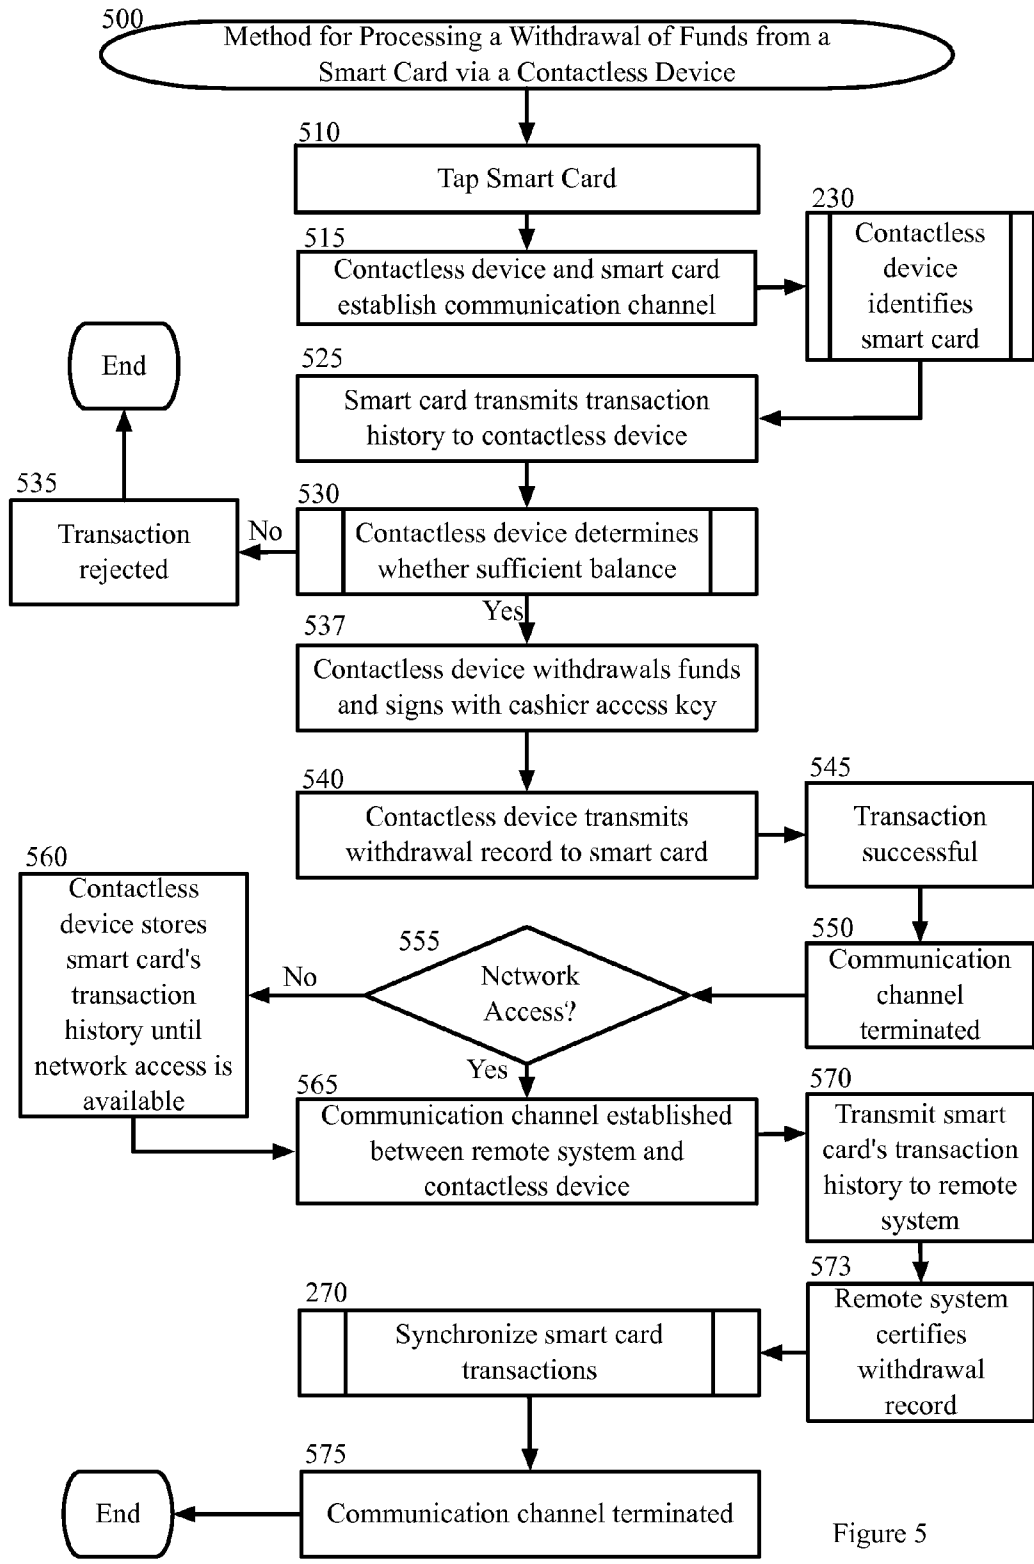 500
Method for Processing a Withdrawal of Funds from a
Smart Card via a Contactless Device
510
Tap Smart Card
515
Contactless device and smart card
establish communication channel
230
Contactless
device
identifies
smart card
525
Smart card transmits transaction
history to contactless device
530
Contactless device determines
whether sufficient balance
No
535
Transaction
rejected
End
Yes
537
Contactless device withdrawals funds
and signs with cashier access key
540
Contactless device transmits
withdrawal record to smart card
545
Transaction
successful
550
Communication
channel
terminated
555
Network
Access?
No
560
Contactless
device stores
smart card's
transaction
history until
network access is
available
Yes
565
Communication channel established
between remote system and
contactless device
570
Transmit smart
card's transaction
history to remote
system
573
Remote system
certifies
withdrawal
record
270
Synchronize smart card
transactions
575
Communication channel terminated
End
Figure 5